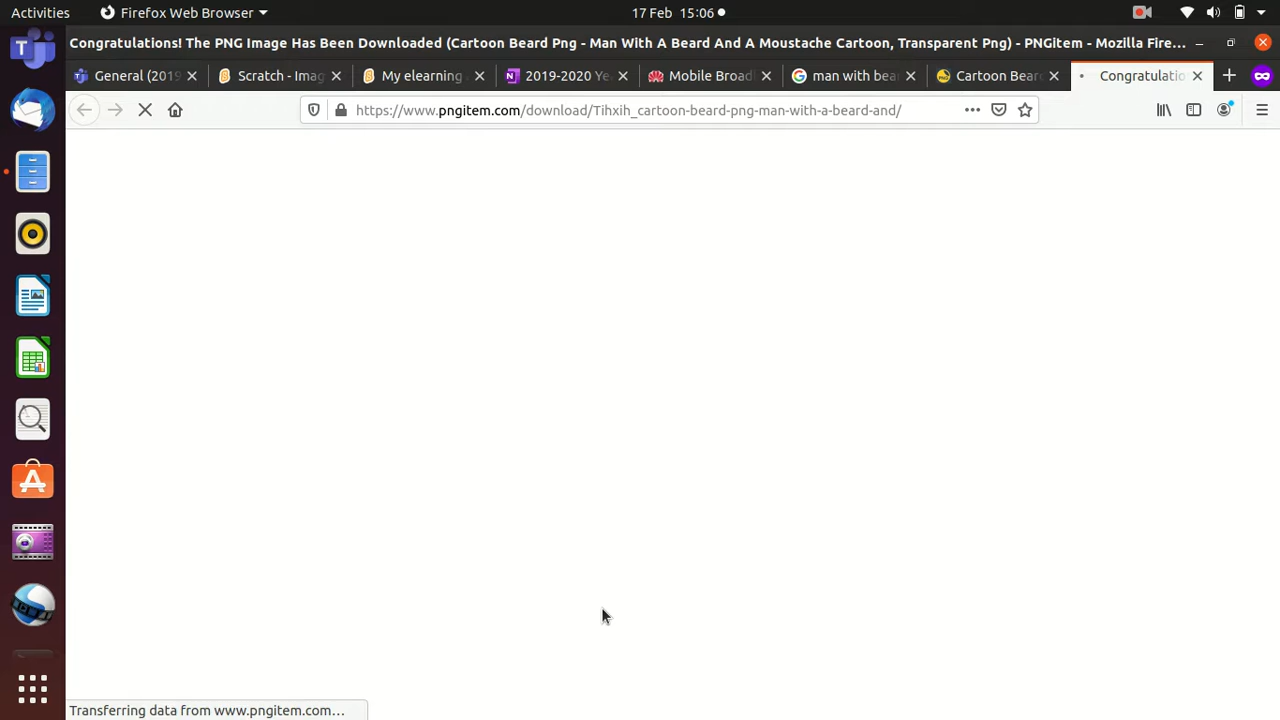 Activities
Firefox Web Browser
17 Feb 15:06
Congratulations! The PNG Image Has Been Downloaded (Cartoon Beard Png - Man With A Beard And A Moustache Cartoon, Transparent Png) - PNGitem - Mozilla Fire...
General (2019
Scratch - Imag
My elearning
2019-2020 Ye
Mobile Broad
man with bea
Cartoon Bear
Congratulatio
https://www.pngitem.com/download/Tihxih_cartoon-beard-png-man-with-a-beard-and/
Transferring data from www.pngitem.com…